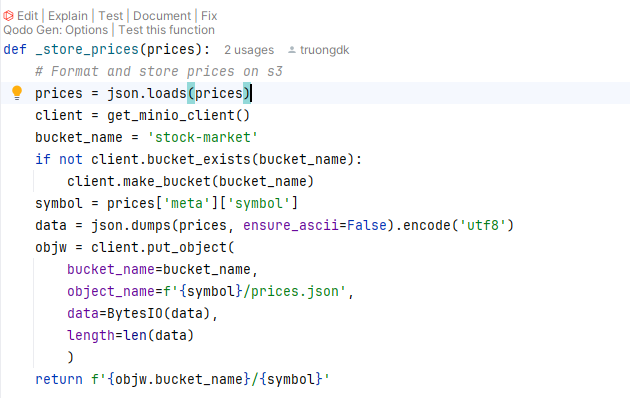 Edit | Explain | Test | Document | Fix
Qodo Gen: Options | Test this function
def _store_prices(prices): 2 usages truongdk
    # Format and store prices on s3
    prices = json.loads(prices)
    client = get_minio_client()
    bucket_name = 'stock-market'
    if not client.bucket_exists(bucket_name):
        client.make_bucket(bucket_name)
    symbol = prices['meta']['symbol']
    data = json.dumps(prices, ensure_ascii=False).encode('utf8')
    objw = client.put_object(
        bucket_name=bucket_name,
        object_name=f'{symbol}/prices.json',
        data=BytesIO(data),
        length=len(data)
        )
    return f'{objw.bucket_name}/{symbol}'